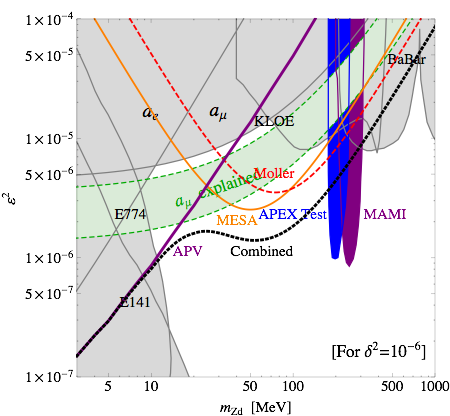 1×10⁻⁴
5×10⁻⁵
1×10⁻⁵
5×10⁻⁶
1×10⁻⁶
5×10⁻⁷
1×10⁻⁷
ε²
BaBar
a_e
a_μ
KLOE
Moller
a_μ explained
E774
MESA
APEX Test
MAMI
APV
Combined
E141
[For δ²=10⁻⁶]
5 10 50 100 500 1000
m_Zd [MeV]